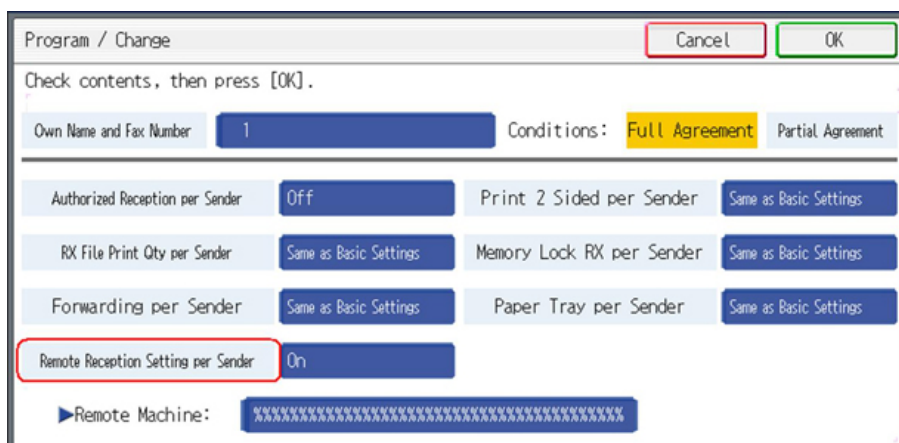 Program / Change Cancel OK
Check contents, then press [OK].
Own Name and Fax Number 1 Conditions: Full Agreement Partial Agreement
Authorized Reception per Sender Off Print 2 Sided per Sender Same as Basic Settings
RX File Print Qty per Sender Same as Basic Settings Memory Lock RX per Sender Same as Basic Settings
Forwarding per Sender Same as Basic Settings Paper Tray per Sender Same as Basic Settings
Remote Reception Setting per Sender On
▶Remote Machine: %%%%%%%%%%%%%%%%%%%%%%%%%%%%%%%%%%%%%%%%